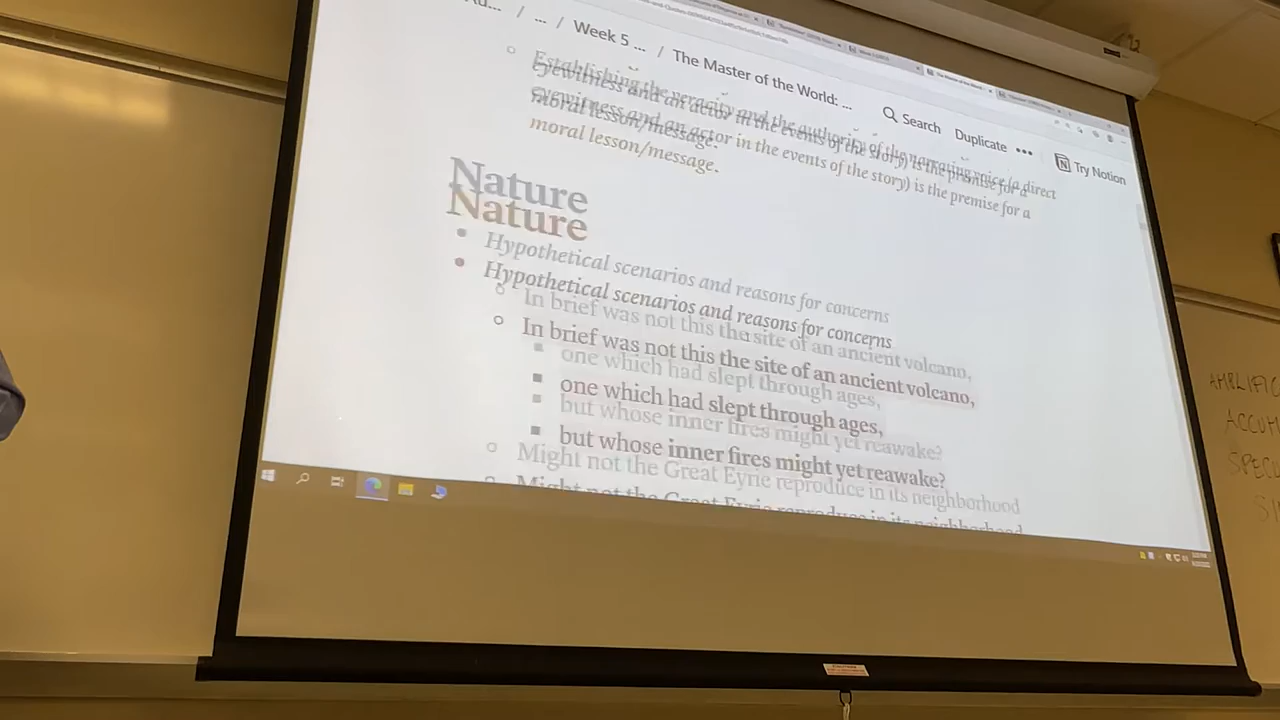 / ... / Week 5 ... / The Master of the World: ...
Search Duplicate ••• Try Notion
Establishing the veracity and the authority of the narrating voice (a direct
eyewitness and an actor in the events of the story) is the premise for a
moral lesson/message.
Nature
Hypothetical scenarios and reasons for concerns
In brief was not this the site of an ancient volcano,
one which had slept through ages,
but whose inner fires might yet reawake?
Might not the Great Eyrie reproduce in its neighborhood
AMPLIFIC
ACCUM
SPEC